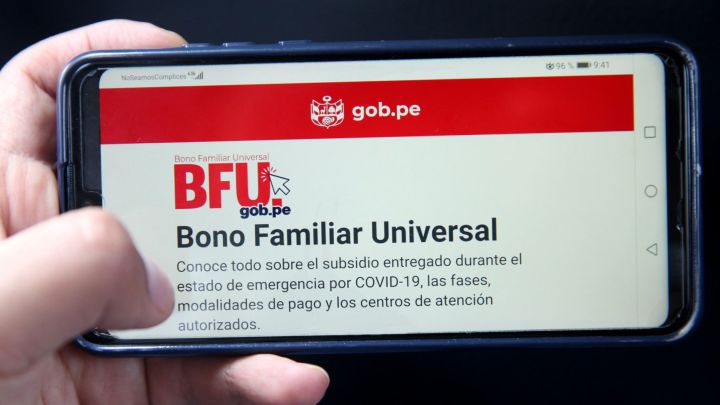 NoSeamosComplices
96 % 9:41
gob.pe
Bono Familiar Universal
BFU.
gob.pe
Bono Familiar Universal
Conoce todo sobre el subsidio entregado durante el
estado de emergencia por COVID-19, las fases,
modalidades de pago y los centros de atención
autorizados.